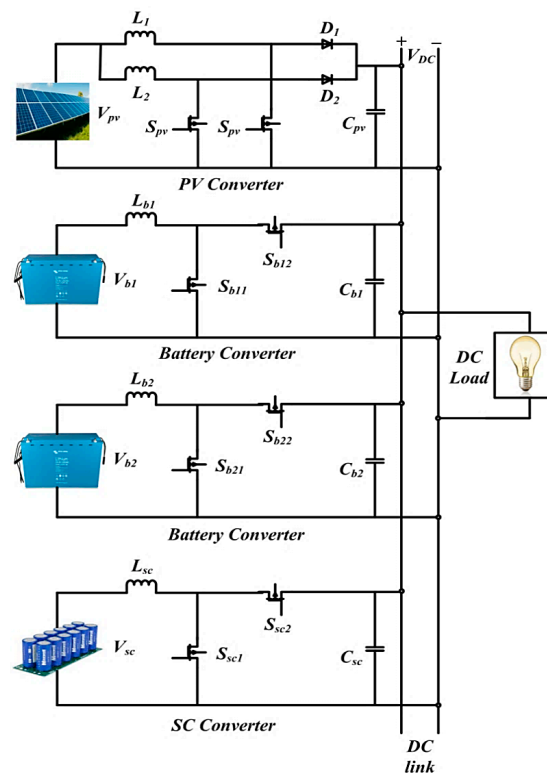 L1
D1
+ −
VDC
L2
D2
Vpv
Spv
Spv
Cpv
PV Converter
Lb1
Sb12
Vb1
Sb11
Cb1
Battery Converter
DC
Load
Lb2
Sb22
Vb2
Sb21
Cb2
Battery Converter
Lsc
Ssc2
Vsc
Ssc1
Csc
SC Converter
DC
link